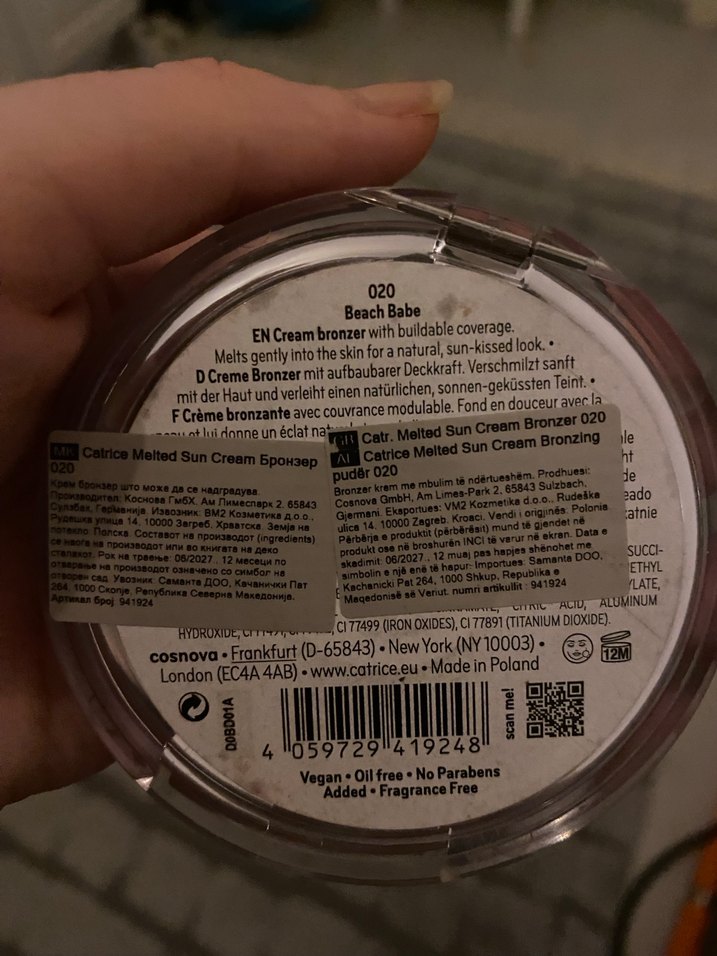 020
Beach Babe
EN Cream bronzer with buildable coverage.
Melts gently into the skin for a natural, sun-kissed look. •
D Creme Bronzer mit aufbaubarer Deckkraft. Verschmilzt sanft
mit der Haut und verleiht einen natürlichen, sonnen-geküssten Teint. •
F Crème bronzante avec couvrance modulable. Fond en douceur avec la
et lui donne un éclat
MK Catrice Melted Sun Cream Бронзер
020
Крем бронзер што може да се надградува.
Производител: Коснова ГмбХ. Ам Лимеспарк 2, 65843
Сулзбах, Германија. Извозник: ВМ2 Козметика д.о.о.,
Рудешка улица 14, 10000 Загреб, Хрватска. Земја на
потекло: Полска. Составот на производот (ingredients)
се наоѓа на производот или во книгата на деко
сталакот. Рок на траење: 06/2027 . 12 месеци по
отварање на производот означено со симбол на
отворен сад. Увозник: Саманта ДОО, Качанички Пат
264, 1000 Скопје, Република Северна Македонија.
Артикал број: 941924
GB Catr. Melted Sun Cream Bronzer 020
AL Catrice Melted Sun Cream Bronzing
pudër 020
Bronzer krem me mbulim të ndërtueshëm. Prodhuesi:
Cosnova GmbH, Am Limes-Park 2, 65843 Sulzbach,
Gjermani. Eksportues: VM2 Kozmetika d.o.o., Rudeška
ulica 14, 10000 Zagreb. Kroaci. Vendi i origjinës: Polonia
Përbërja e produktit (përbërësit) mund të gjendet në
produkt ose në broshurën INCI të varur në ekran. Data e
skadimit: 06/2027 . 12 muaj pas hapjes shënohet me
simbolin e një enë të hapur. Importues: Samanta DOO,
Kachanicki Pat 264, 1000 Shkup, Republika e
Maqedonisë së Veriut. numri artikullit : 941924
SUCCI-
CITRIC ACID, ALUMINUM
HYDROXIDE, CI 77499 (IRON OXIDES), CI 77891 (TITANIUM DIOXIDE).
cosnova • Frankfurt (D-65843) • New York (NY 10003) •
London (EC4A 4AB) • www.catrice.eu • Made in Poland
12M
D0BD01A
4 059729 419248
scan me!
Vegan • Oil free • No Parabens
Added • Fragrance Free